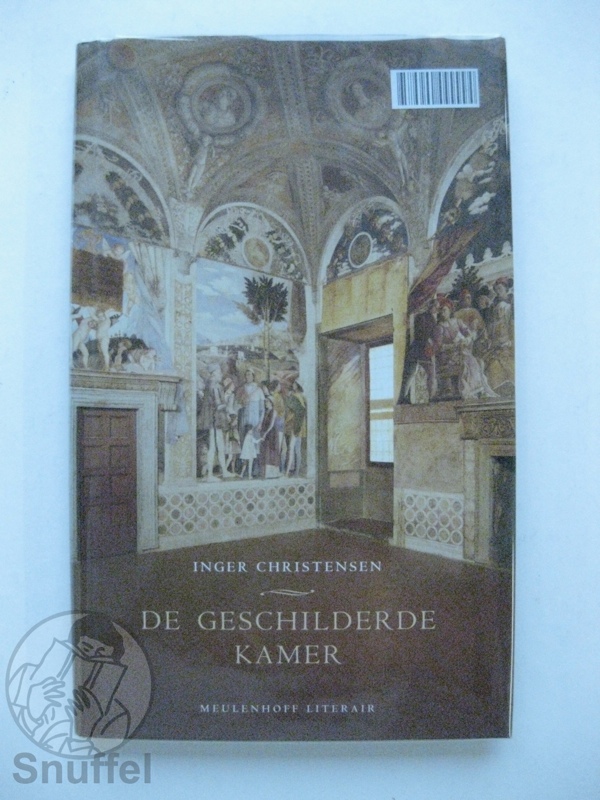 INGER CHRISTENSEN
DE GESCHILDERDE
KAMER
MEULENHOFF LITERAIR
Snuffel